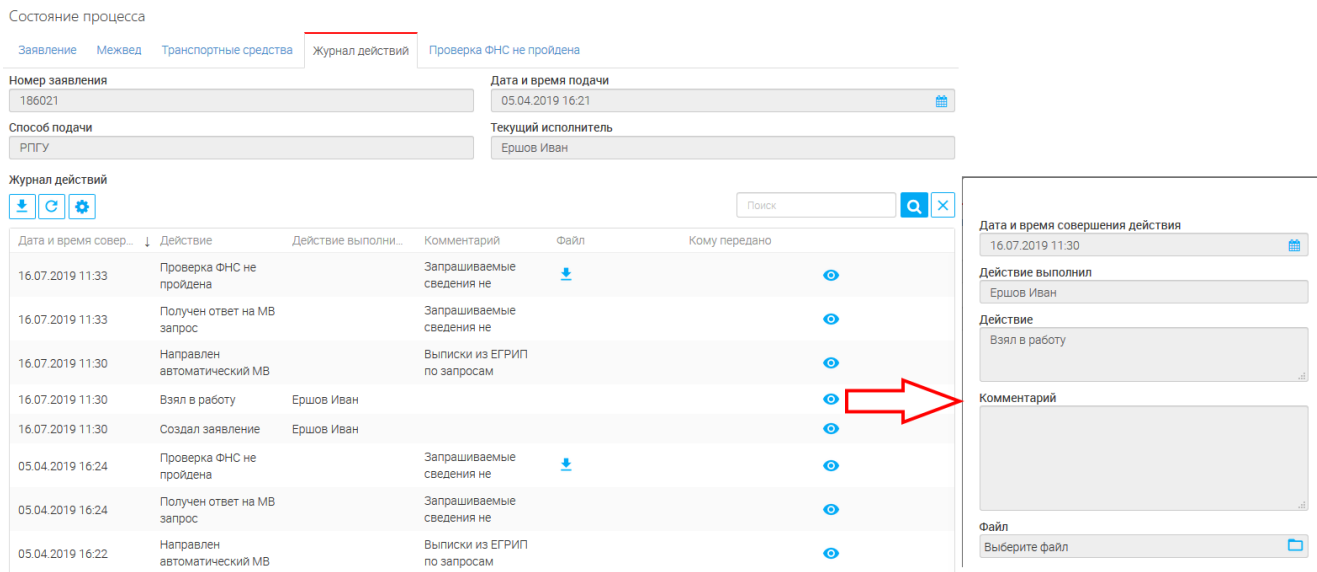 Состояние процесса
Заявление Межвед Транспортные средства Журнал действий Проверка ФНС не пройдена
Номер заявления Дата и время подачи
186021 05.04.2019 16:21
Способ подачи Текущий исполнитель
РПГУ Ершов Иван
Журнал действий
Поиск
Дата и время совер... ↓ Действие Действие выполни... Комментарий Файл Кому передано
16.07.2019 11:33 Проверка ФНС не Запрашиваемые
пройдена сведения не
16.07.2019 11:33 Получен ответ на МВ Запрашиваемые
запрос сведения не
16.07.2019 11:30 Направлен Выписки из ЕГРИП
автоматический МВ по запросам
16.07.2019 11:30 Взял в работу Ершов Иван
16.07.2019 11:30 Создал заявление Ершов Иван
05.04.2019 16:24 Проверка ФНС не Запрашиваемые
пройдена сведения не
05.04.2019 16:24 Получен ответ на МВ Запрашиваемые
запрос сведения не
05.04.2019 16:22 Направлен Выписки из ЕГРИП
автоматический МВ по запросам
Дата и время совершения действия
16.07.2019 11:30
Действие выполнил
Ершов Иван
Действие
Взял в работу
Комментарий
Файл
Выберите файл